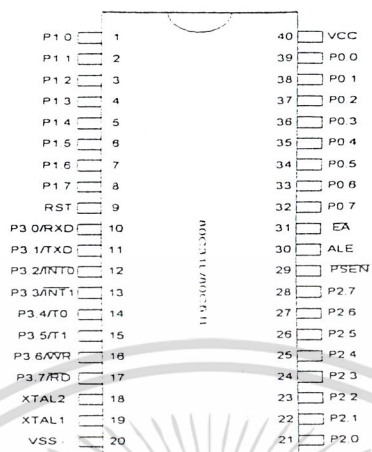 P1 0 1 40 VCC
P1 1 2 39 P0 0
P1 2 3 38 P0 1
P1 3 4 37 P0.2
P1 4 5 36 P0.3
P1 5 6 35 P0 4
P1 6 7 34 P0.5
P1 7 8 33 P0 6
RST 9 32 P0 7
P3 0/RXD 10 31 EA
P3 1/TXD 11 30 ALE
P3 2/INT0 12 29 PSEN
P3 3/INT1 13 28 P2.7
P3.4/T0 14 27 P2 6
P3.5/T1 15 26 P2 5
P3 6/WR 16 25 P2 4
P3.7/RD 17 24 P2 3
XTAL2 18 23 P2 2
XTAL1 19 22 P2.1
VSS 20 21 P2.0